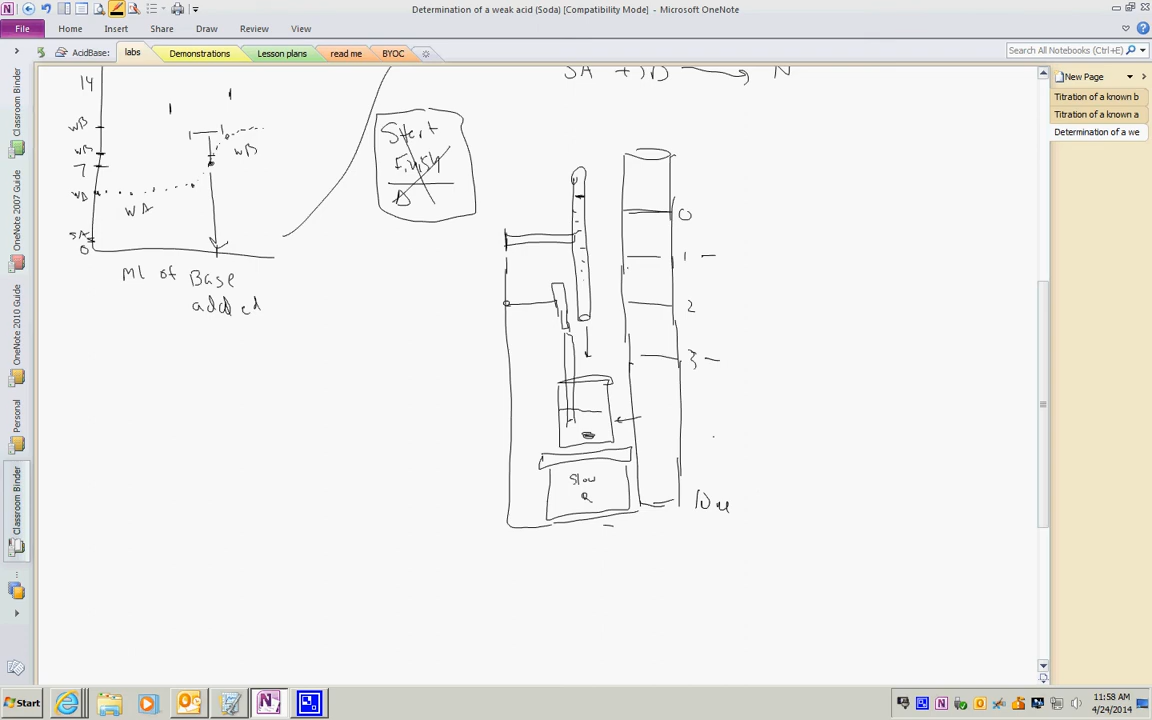 Determination of a weak acid (Soda) [Compatibility Mode] - Microsoft OneNote
File Home Insert Share Draw Review View
AcidBase: labs Demonstrations Lesson plans read me BYOC
Search All Notebooks (Ctrl+E)
New Page
Titration of a known b
Titration of a known a
Determination of a we
Classroom Binder
OneNote 2007 Guide
OneNote 2010 Guide
Personal
Classroom Binder
SA + SB N
14
WB
WB
7
WA
SA
0
WB
WA
Ml of Base
added
Start
Finish
0
1
2
3
Slow
Start
11:58 AM
4/24/2014